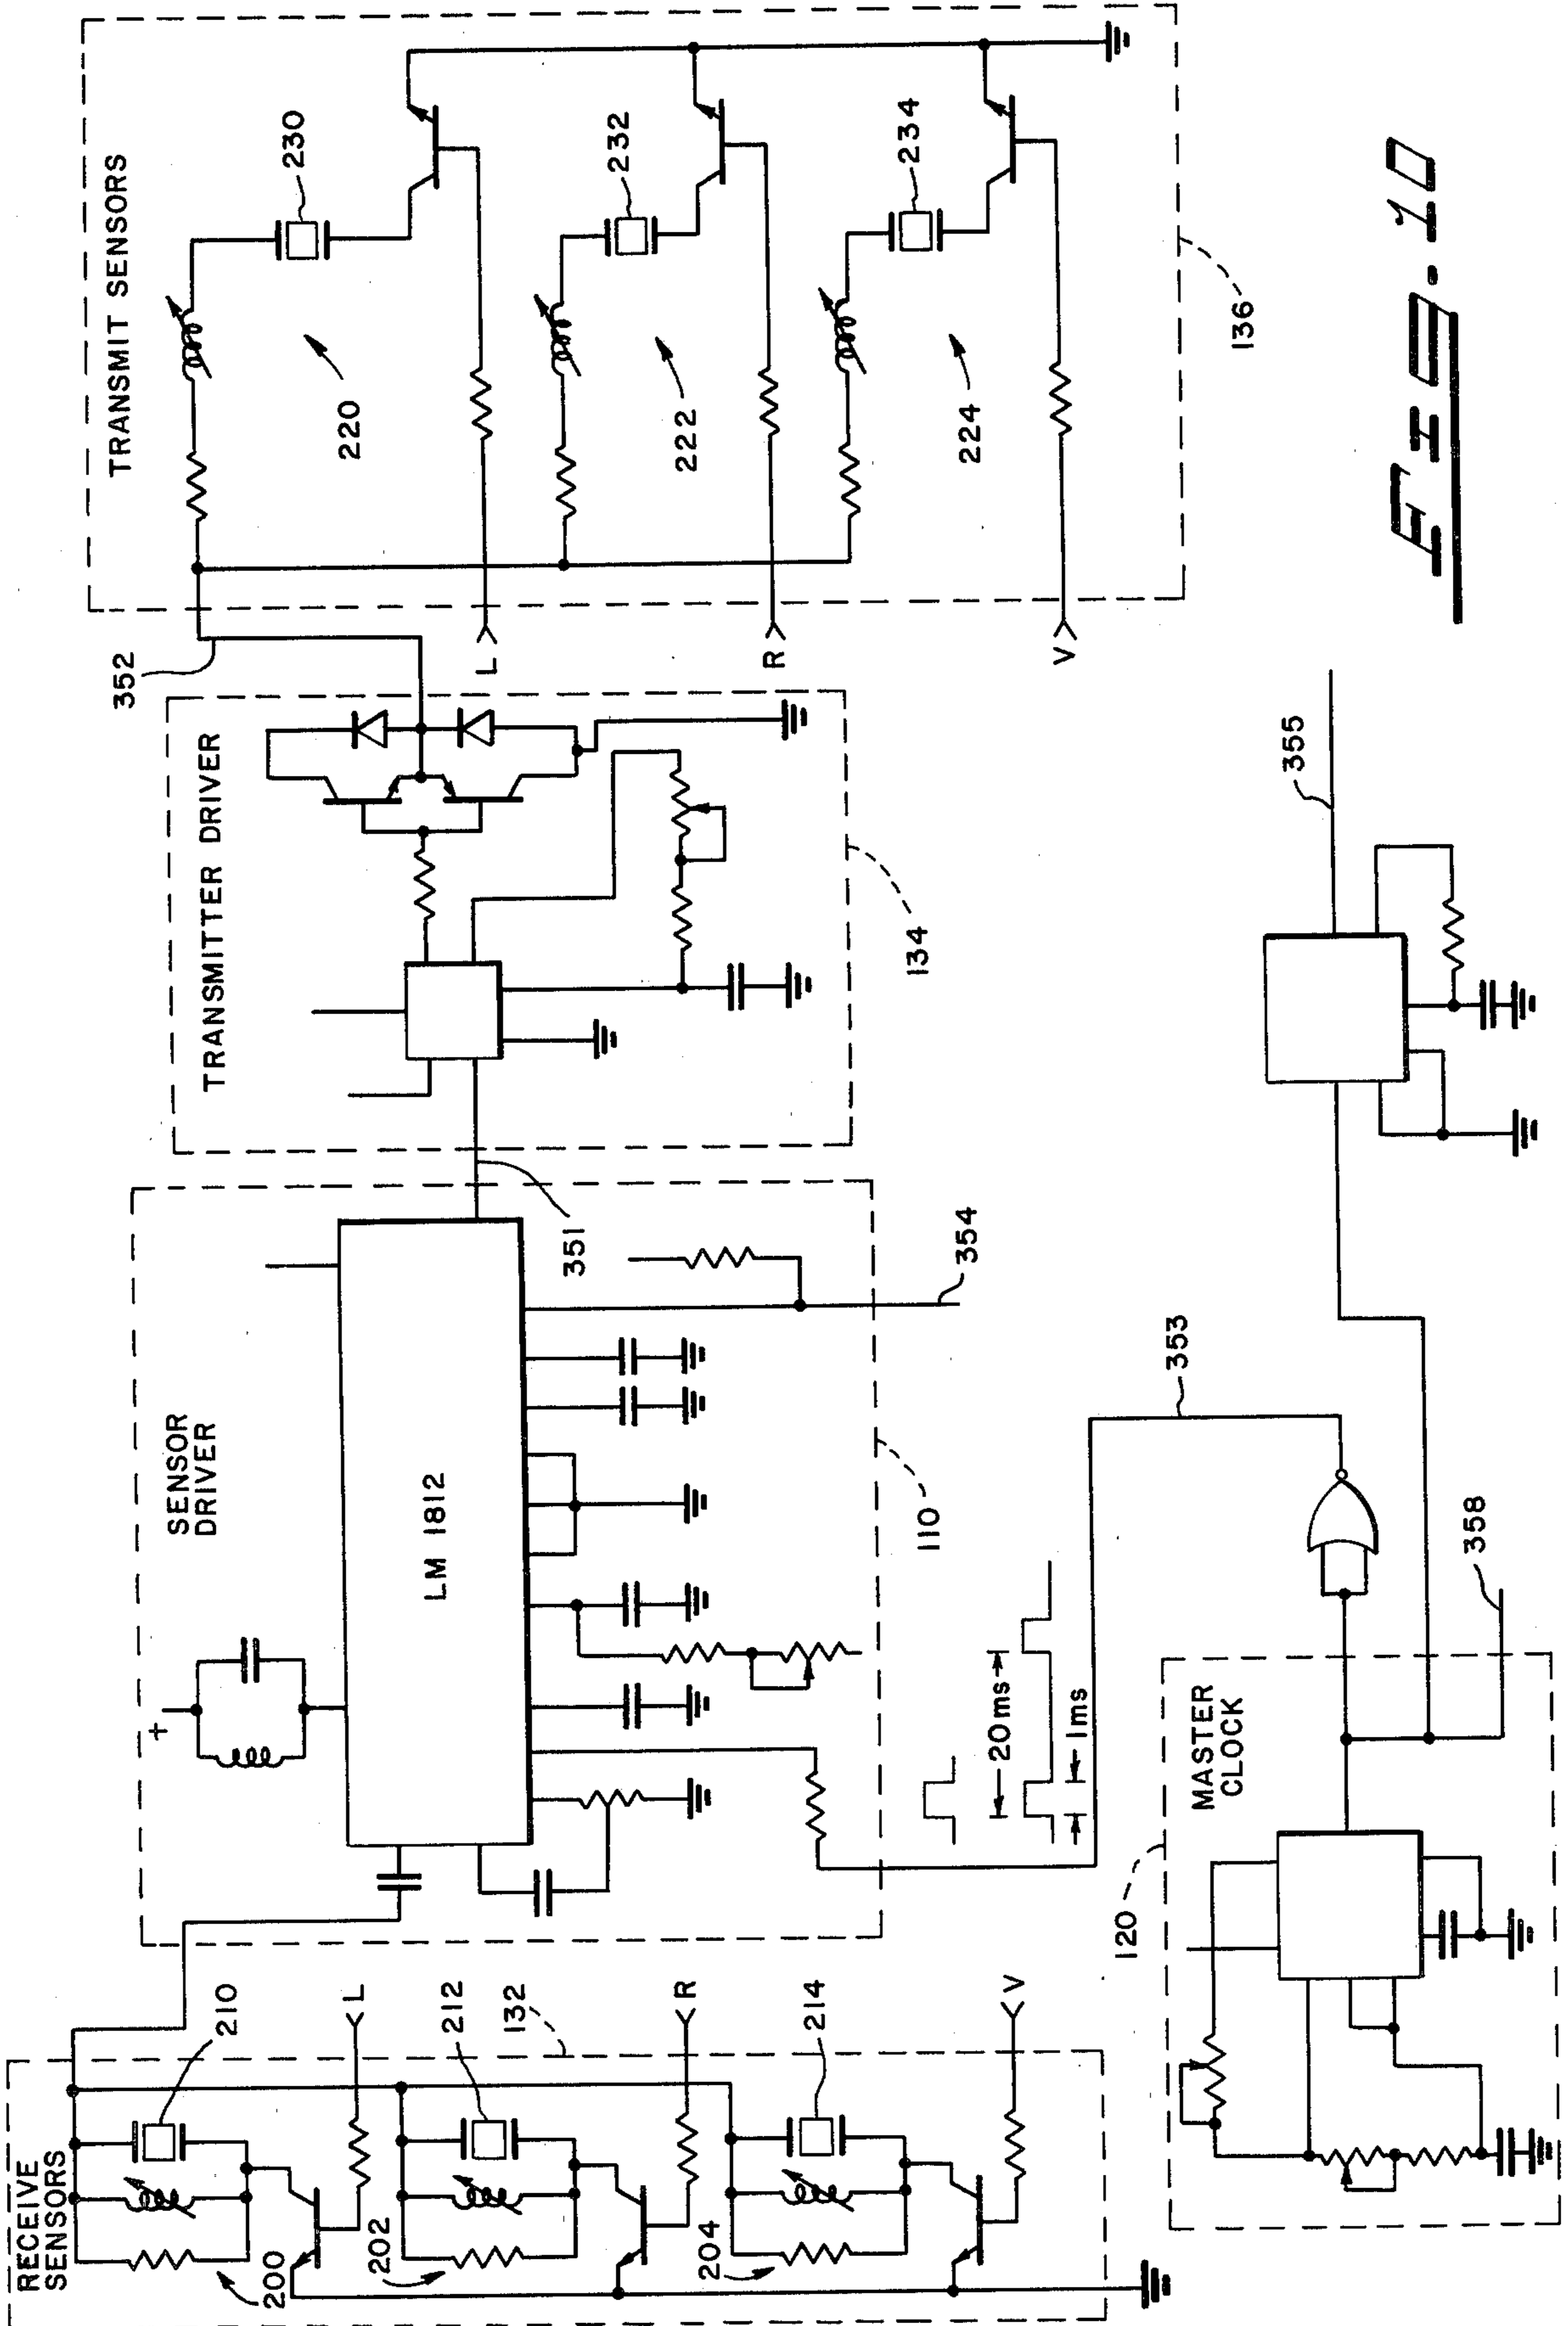 RECEIVE
SENSORS
200
210
L
202
212
132
R
204
214
V
SENSOR
DRIVER
+
LM 1812
110
351
354
TRANSMITTER DRIVER
134
352
TRANSMIT SENSORS
220
230
L
222
232
R
224
234
V
136
20ms
1ms
120
MASTER
CLOCK
353
358
355
FIG. 10